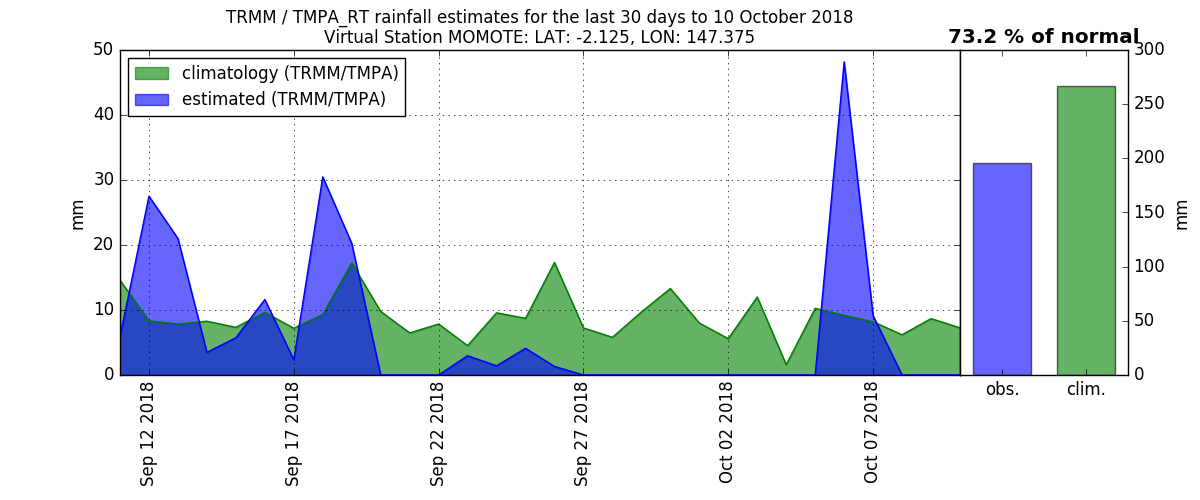 TRMM / TMPA_RT rainfall estimates for the last 30 days to 10 October 2018
Virtual Station MOMOTE: LAT: -2.125, LON: 147.375
73.2 % of normal
climatology (TRMM/TMPA)
estimated (TRMM/TMPA)
50
40
30
20
10
0
mm
Sep 12 2018
Sep 17 2018
Sep 22 2018
Sep 27 2018
Oct 02 2018
Oct 07 2018
obs.
clim.
300
250
200
150
100
50
0
mm